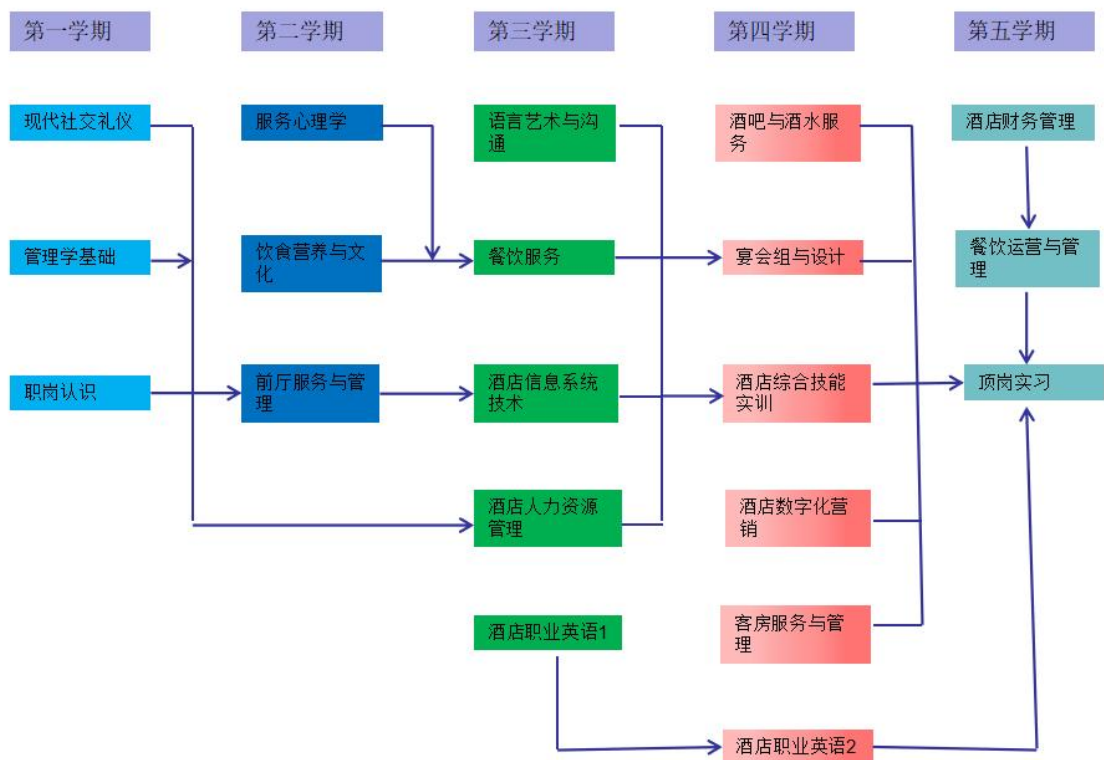 第一学期
第二学期
第三学期
第四学期
第五学期
现代社交礼仪
服务心理学
语言艺术与沟
通
酒吧与酒水服
务
酒店财务管理
管理学基础
饮食营养与文
化
餐饮服务
宴会组与设计
餐饮运营与管
理
职岗认识
前厅服务与管
理
酒店信息系统
技术
酒店综合技能
实训
顶岗实习
酒店人力资源
管理
酒店数字化营
销
酒店职业英语1
客房服务与管
理
酒店职业英语2